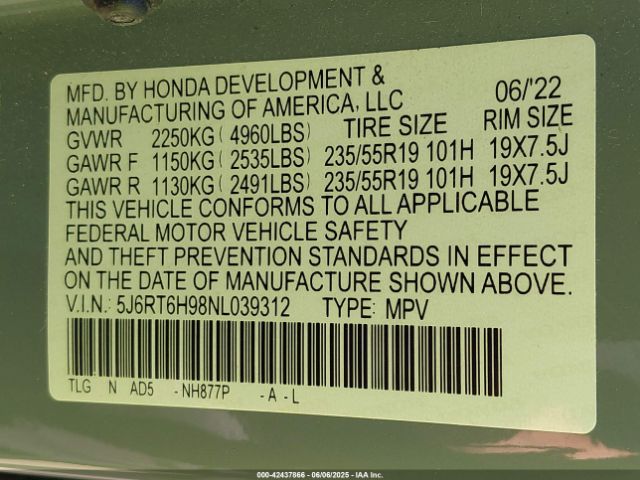 MFD. BY HONDA DEVELOPMENT & 06/'22
MANUFACTURING OF AMERICA, LLC
GVWR 2250KG ( 4960LBS) TIRE SIZE RIM SIZE
GAWR F 1150KG ( 2535LBS) 235/55R19 101H 19X7.5J
GAWR R 1130KG ( 2491LBS) 235/55R19 101H 19X7.5J
THIS VEHICLE CONFORMS TO ALL APPLICABLE
FEDERAL MOTOR VEHICLE SAFETY
AND THEFT PREVENTION STANDARDS IN EFFECT
ON THE DATE OF MANUFACTURE SHOWN ABOVE.
V.I.N: 5J6RT6H98NL039312 TYPE: MPV
TLG N AD5 -NH877P -A -L
000-42437866 - 06/06/2025 - IAA Inc.